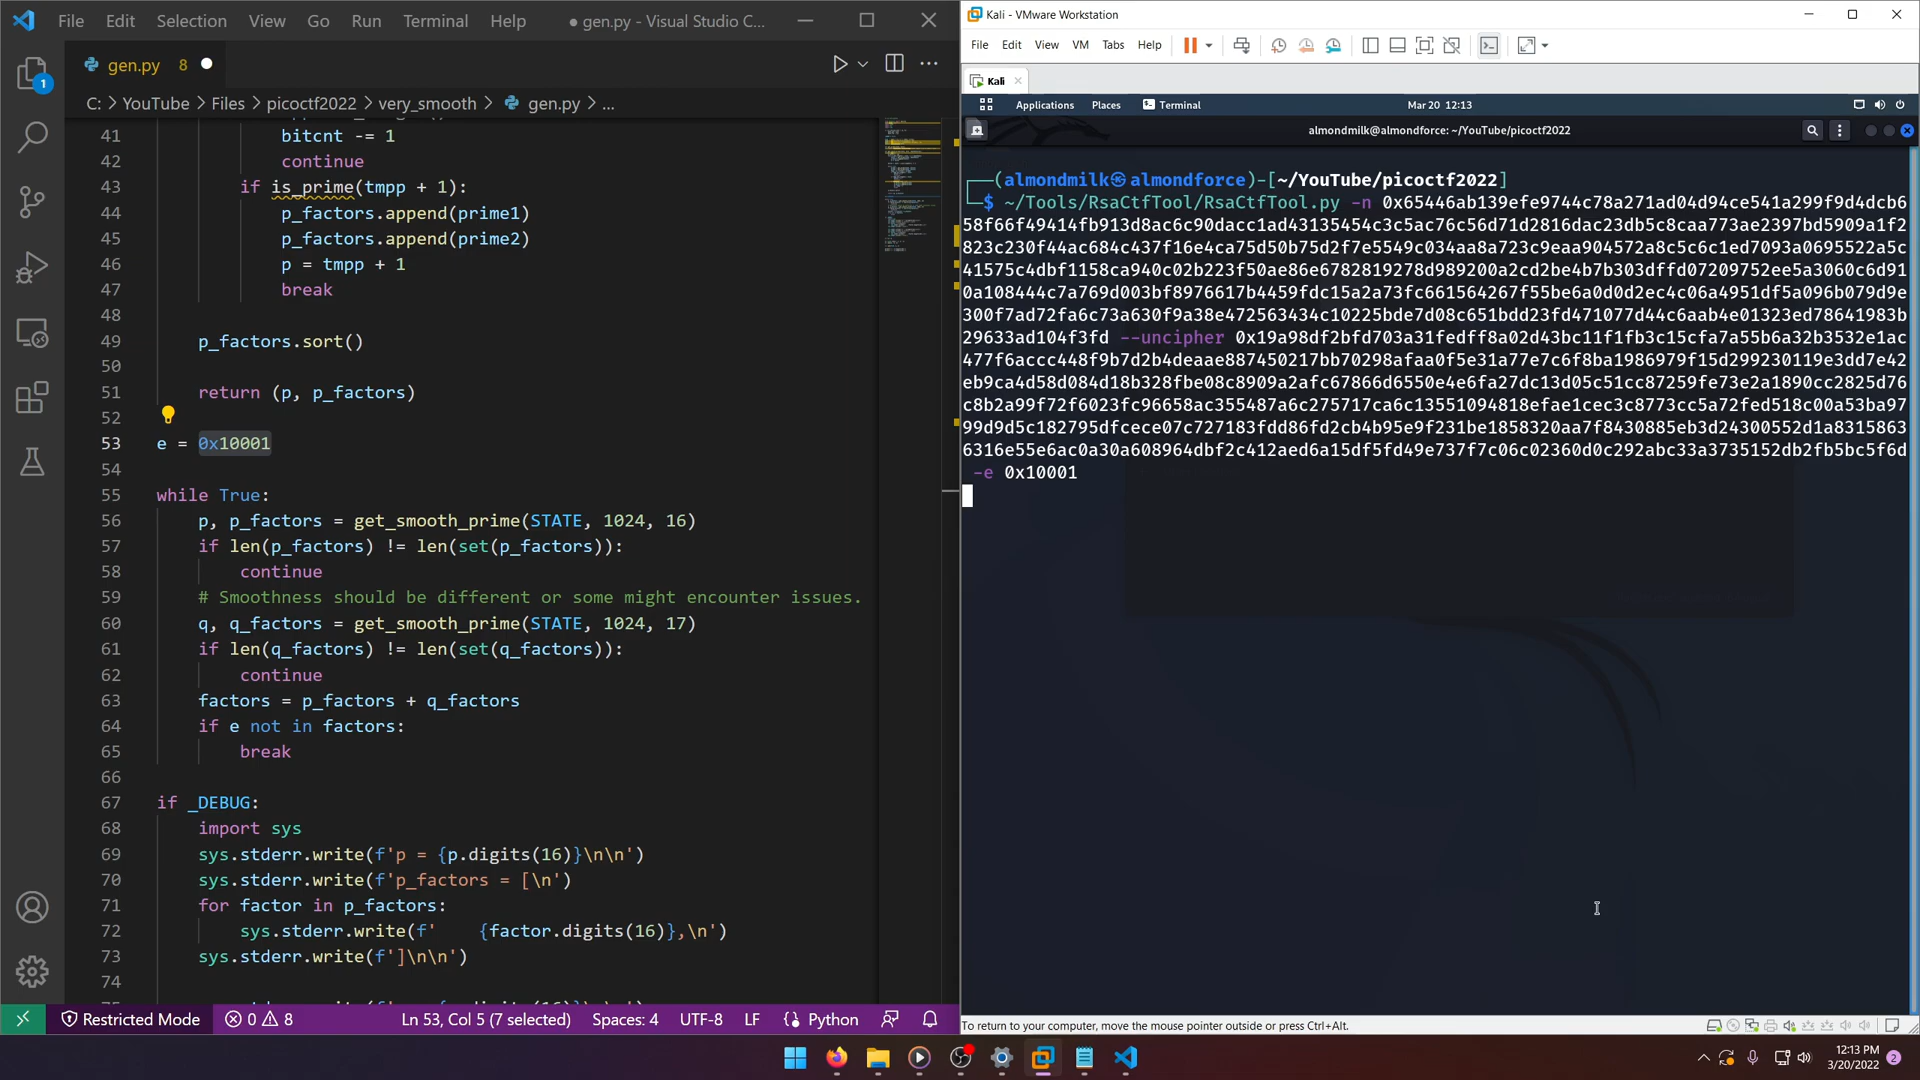 File Edit Selection View Go Run Terminal Help ● gen.py - Visual Studio C...
gen.py 8
C: > YouTube > Files > picoctf2022 > very_smooth > gen.py > ...
41 bitcnt -= 1
42 continue
43 if is_prime(tmpp + 1):
44 p_factors.append(prime1)
45 p_factors.append(prime2)
46 p = tmpp + 1
47 break
48
49 p_factors.sort()
50
51 return (p, p_factors)
52
53 e = 0x10001
54
55 while True:
56 p, p_factors = get_smooth_prime(STATE, 1024, 16)
57 if len(p_factors) != len(set(p_factors)):
58 continue
59 # Smoothness should be different or some might encounter issues.
60 q, q_factors = get_smooth_prime(STATE, 1024, 17)
61 if len(q_factors) != len(set(q_factors)):
62 continue
63 factors = p_factors + q_factors
64 if e not in factors:
65 break
66
67 if _DEBUG:
68 import sys
69 sys.stderr.write(f'p = {p.digits(16)}\n\n')
70 sys.stderr.write(f'p_factors = [\n')
71 for factor in p_factors:
72 sys.stderr.write(f'    {factor.digits(16)},\n')
73 sys.stderr.write(f']\n\n')
74
1
Restricted Mode 0 8 Ln 53, Col 5 (7 selected) Spaces: 4 UTF-8 LF Python
Kali - VMware Workstation
File Edit View VM Tabs Help
Kali
Applications Places Terminal Mar 20 12:13
almondmilk@almondforce: ~/YouTube/picoctf2022
┌──(almondmilk㉿almondforce)-[~/YouTube/picoctf2022]
└─$ ~/Tools/RsaCtfTool/RsaCtfTool.py -n 0x65446ab139efe9744c78a271ad04d94ce541a299f9d4dcb6
58f66f49414fb913d8ac6c90dacc1ad43135454c3c5ac76c56d71d2816dac23db5c8caa773ae2397bd5909a1f2
823c230f44ac684c437f16e4ca75d50b75d2f7e5549c034aa8a723c9eaa904572a8c5c6c1ed7093a0695522a5c
41575c4dbf1158ca940c02b223f50ae86e6782819278d989200a2cd2be4b7b303dffd07209752ee5a3060c6d91
0a108444c7a769d003bf8976617b4459fdc15a2a73fc661564267f55be6a0d0d2ec4c06a4951df5a096b079d9e
300f7ad72fa6c73a630f9a38e472563434c10225bde7d08c651bdd23fd471077d44c6aab4e01323ed78641983b
29633ad104f3fd --uncipher 0x19a98df2bfd703a31fedff8a02d43bc11f1fb3c15cfa7a55b6a32b3532e1ac
477f6accc448f9b7d2b4deaae887450217bb70298afaa0f5e31a77e7c6f8ba1986979f15d299230119e3dd7e42
eb9ca4d58d084d18b328fbe08c8909a2afc67866d6550e4e6fa27dc13d05c51cc87259fe73e2a1890cc2825d76
c8b2a99f72f6023fc96658ac355487a6c275717ca6c13551094818efae1cec3c8773cc5a72fed518c00a53ba97
99d9d5c182795dfcece07c727183fdd86fd2cb4b95e9f231be1858320aa7f8430885eb3d24300552d1a8315863
6316e55e6ac0a30a608964dbf2c412aed6a15df5fd49e737f7c06c02360d0c292abc33a3735152db2fb5bc5f6d
-e 0x10001
To return to your computer, move the mouse pointer outside or press Ctrl+Alt.
12:13 PM
3/20/2022
2